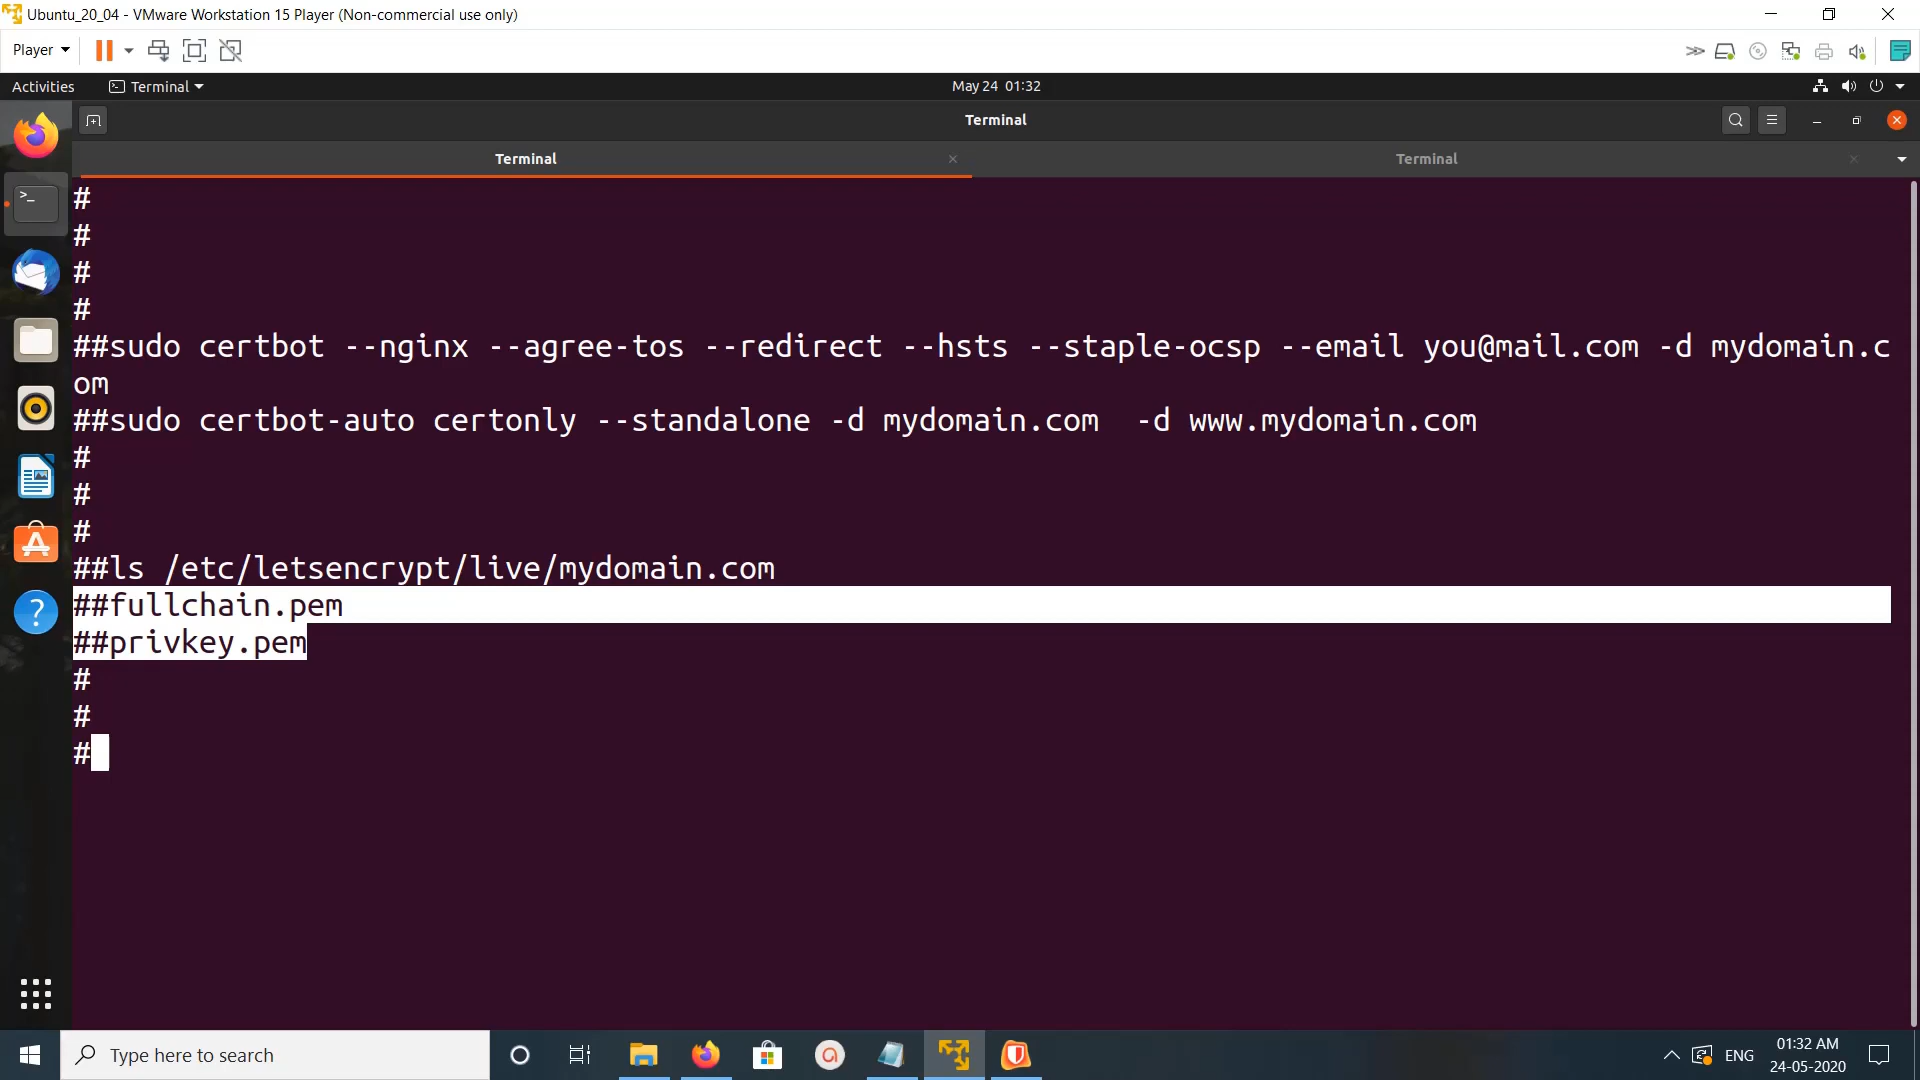 Ubuntu_20_04 - VMware Workstation 15 Player (Non-commercial use only)
Player
Activities
Terminal
May 24 01:32
Terminal
Terminal
Terminal
#
#
#
#
##sudo certbot --nginx --agree-tos --redirect --hsts --staple-ocsp --email you@mail.com -d mydomain.c
om
##sudo certbot-auto certonly --standalone -d mydomain.com  -d www.mydomain.com
#
#
#
##ls /etc/letsencrypt/live/mydomain.com
##fullchain.pem
##privkey.pem
#
#
#
Type here to search
ENG
01:32 AM
24-05-2020